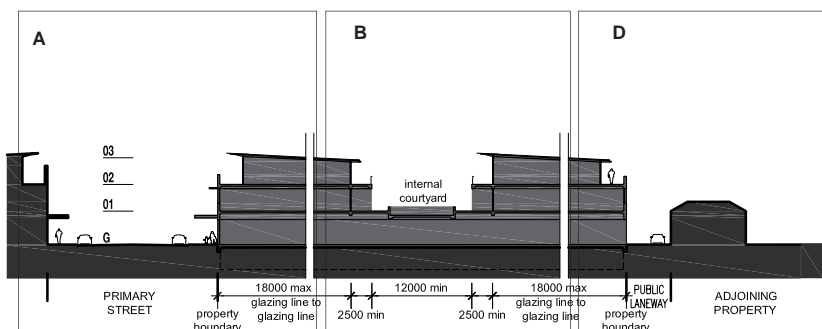 A
B
D
03
02
01
G
internal
courtyard
18000 max
glazing line to
glazing line
2500 min
12000 min
2500 min
18000 max
glazing line to
glazing line
PRIMARY
STREET
property
boundary
property
boundary
PUBLIC
LANEWAY
ADJOINING
PROPERTY